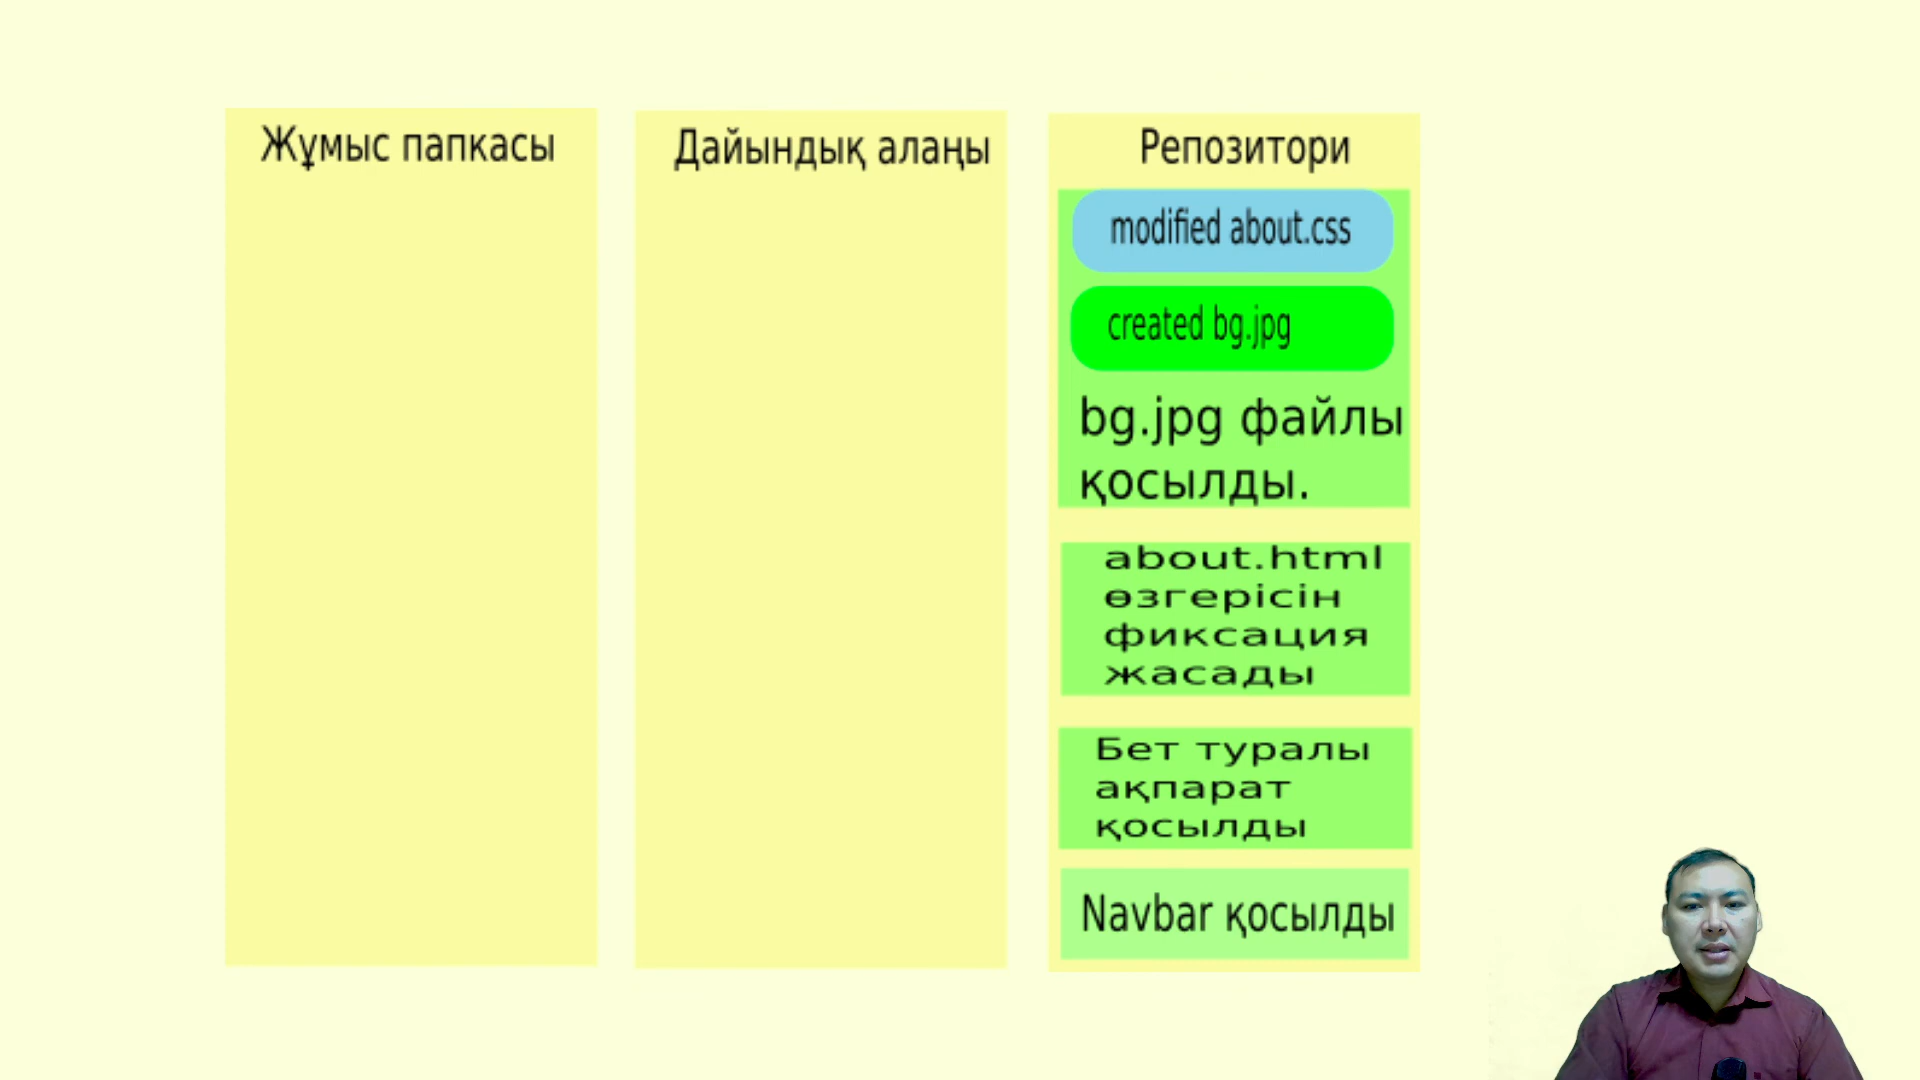 Жұмыс папкасы
Дайындық алаңы
Репозитори
modified about.css
created bg.jpg
bg.jpg файлы
қосылды.
about.html
өзгерісін
фиксация
жасады
Бет туралы
ақпарат
қосылды
Navbar қосылды